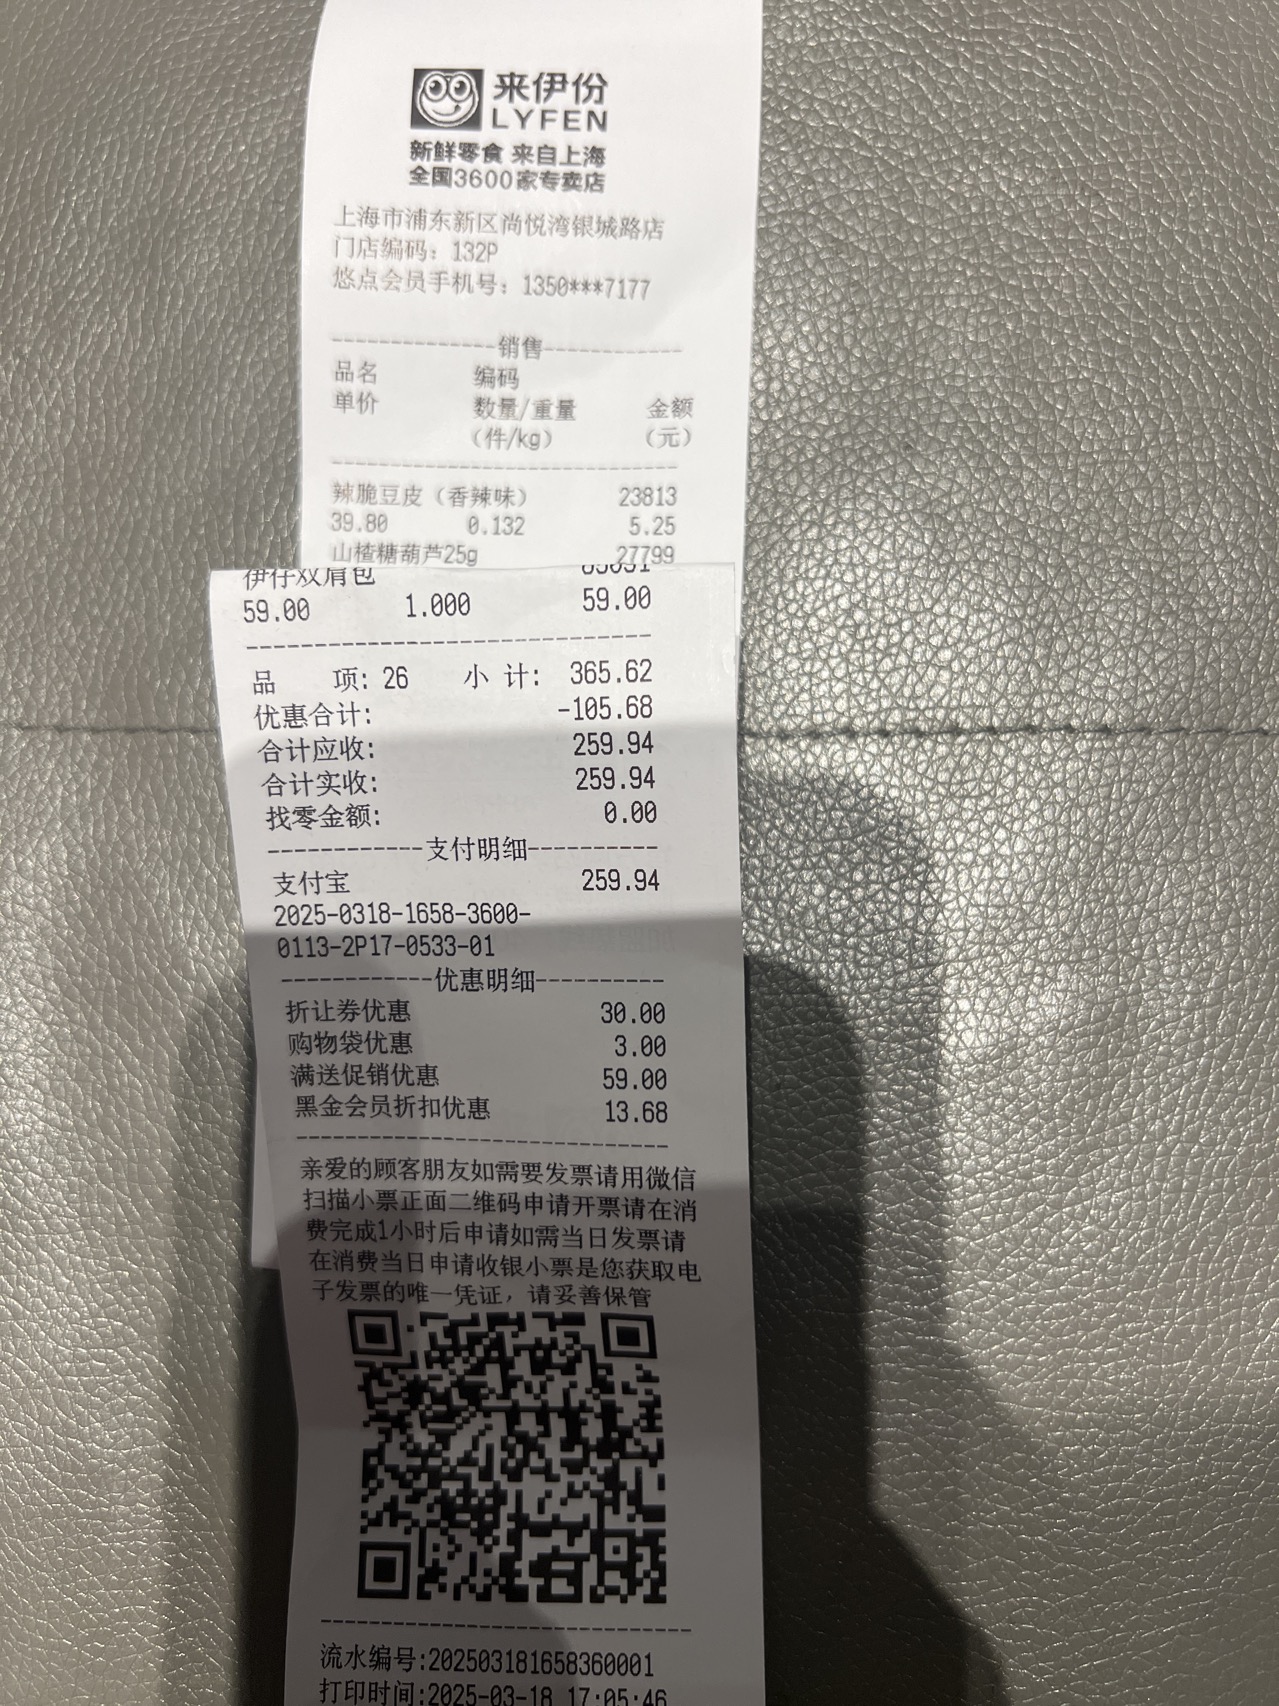 来伊份
LYFEN
新鲜零食 来自上海
全国3600家专卖店
上海市浦东新区尚悦湾银城路店
门店编码：132P
悠点会员手机号：1350***7177
-------------销售-------------
品名 编码
单价 数量/重量 金额
（件/kg） （元）
辣脆豆皮（香辣味） 23813
39.80 0.132 5.25
山楂糖葫芦25g 27799
伊仔双肩包
59.00 1.000 59.00
品 项: 26 小 计: 365.62
优惠合计: -105.68
合计应收: 259.94
合计实收: 259.94
找零金额: 0.00
------------支付明细----------
支付宝 259.94
2025-0318-1658-3600-
0113-2P17-0533-01
------------优惠明细----------
折让券优惠 30.00
购物袋优惠 3.00
满送促销优惠 59.00
黑金会员折扣优惠 13.68
亲爱的顾客朋友如需要发票请用微信
扫描小票正面二维码申请开票请在消
费完成1小时后申请如需当日发票请
在消费当日申请收银小票是您获取电
子发票的唯一凭证，请妥善保管
流水编号:202503181658360001
打印时间:2025-03-18 17:05:46